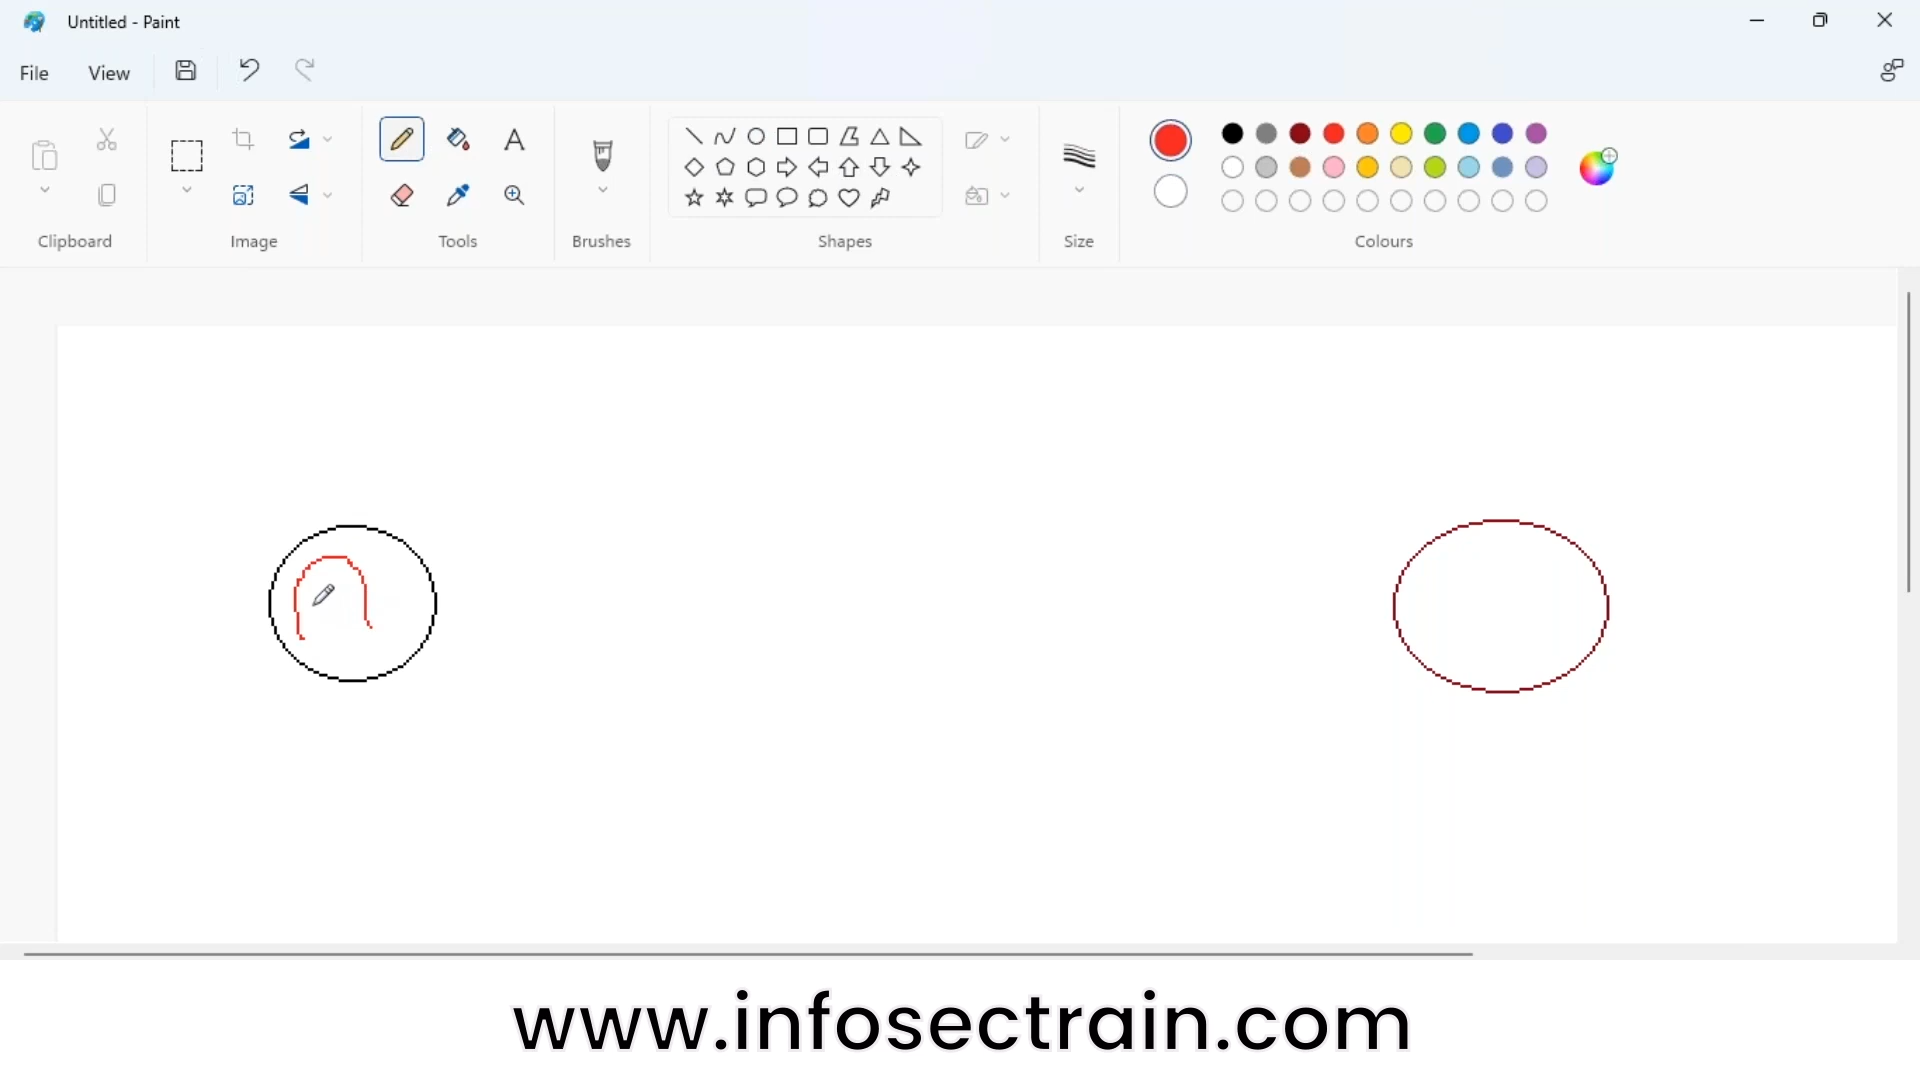 Untitled - Paint
File View
Clipboard Image Tools Brushes Shapes Size Colours
www.infosectrain.com